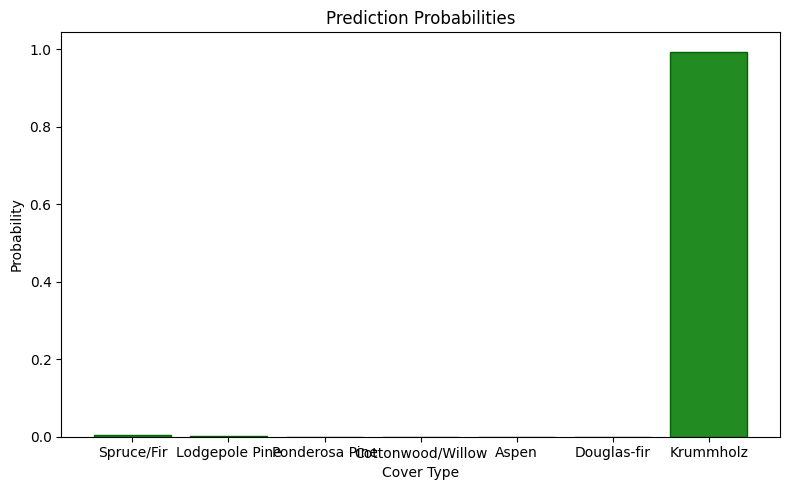 Prediction Probabilities
1.0
0.8
0.6
0.4
0.2
0.0
Probability
Spruce/Fir Lodgepole Pine Ponderosa Pine Cottonwood/Willow Aspen Douglas-fir Krummholz
Cover Type